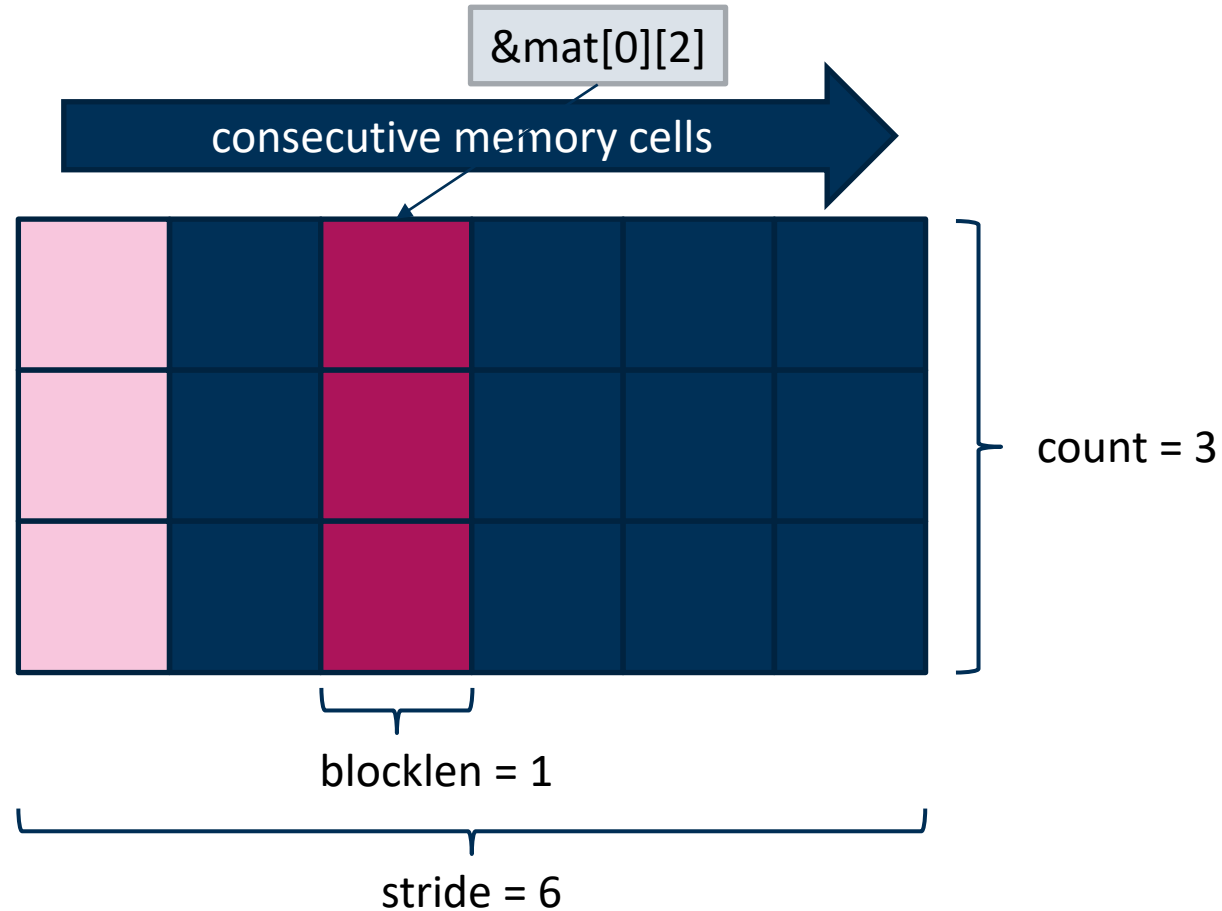 &mat[0][2]
consecutive memory cells
count = 3
blocklen = 1
stride = 6